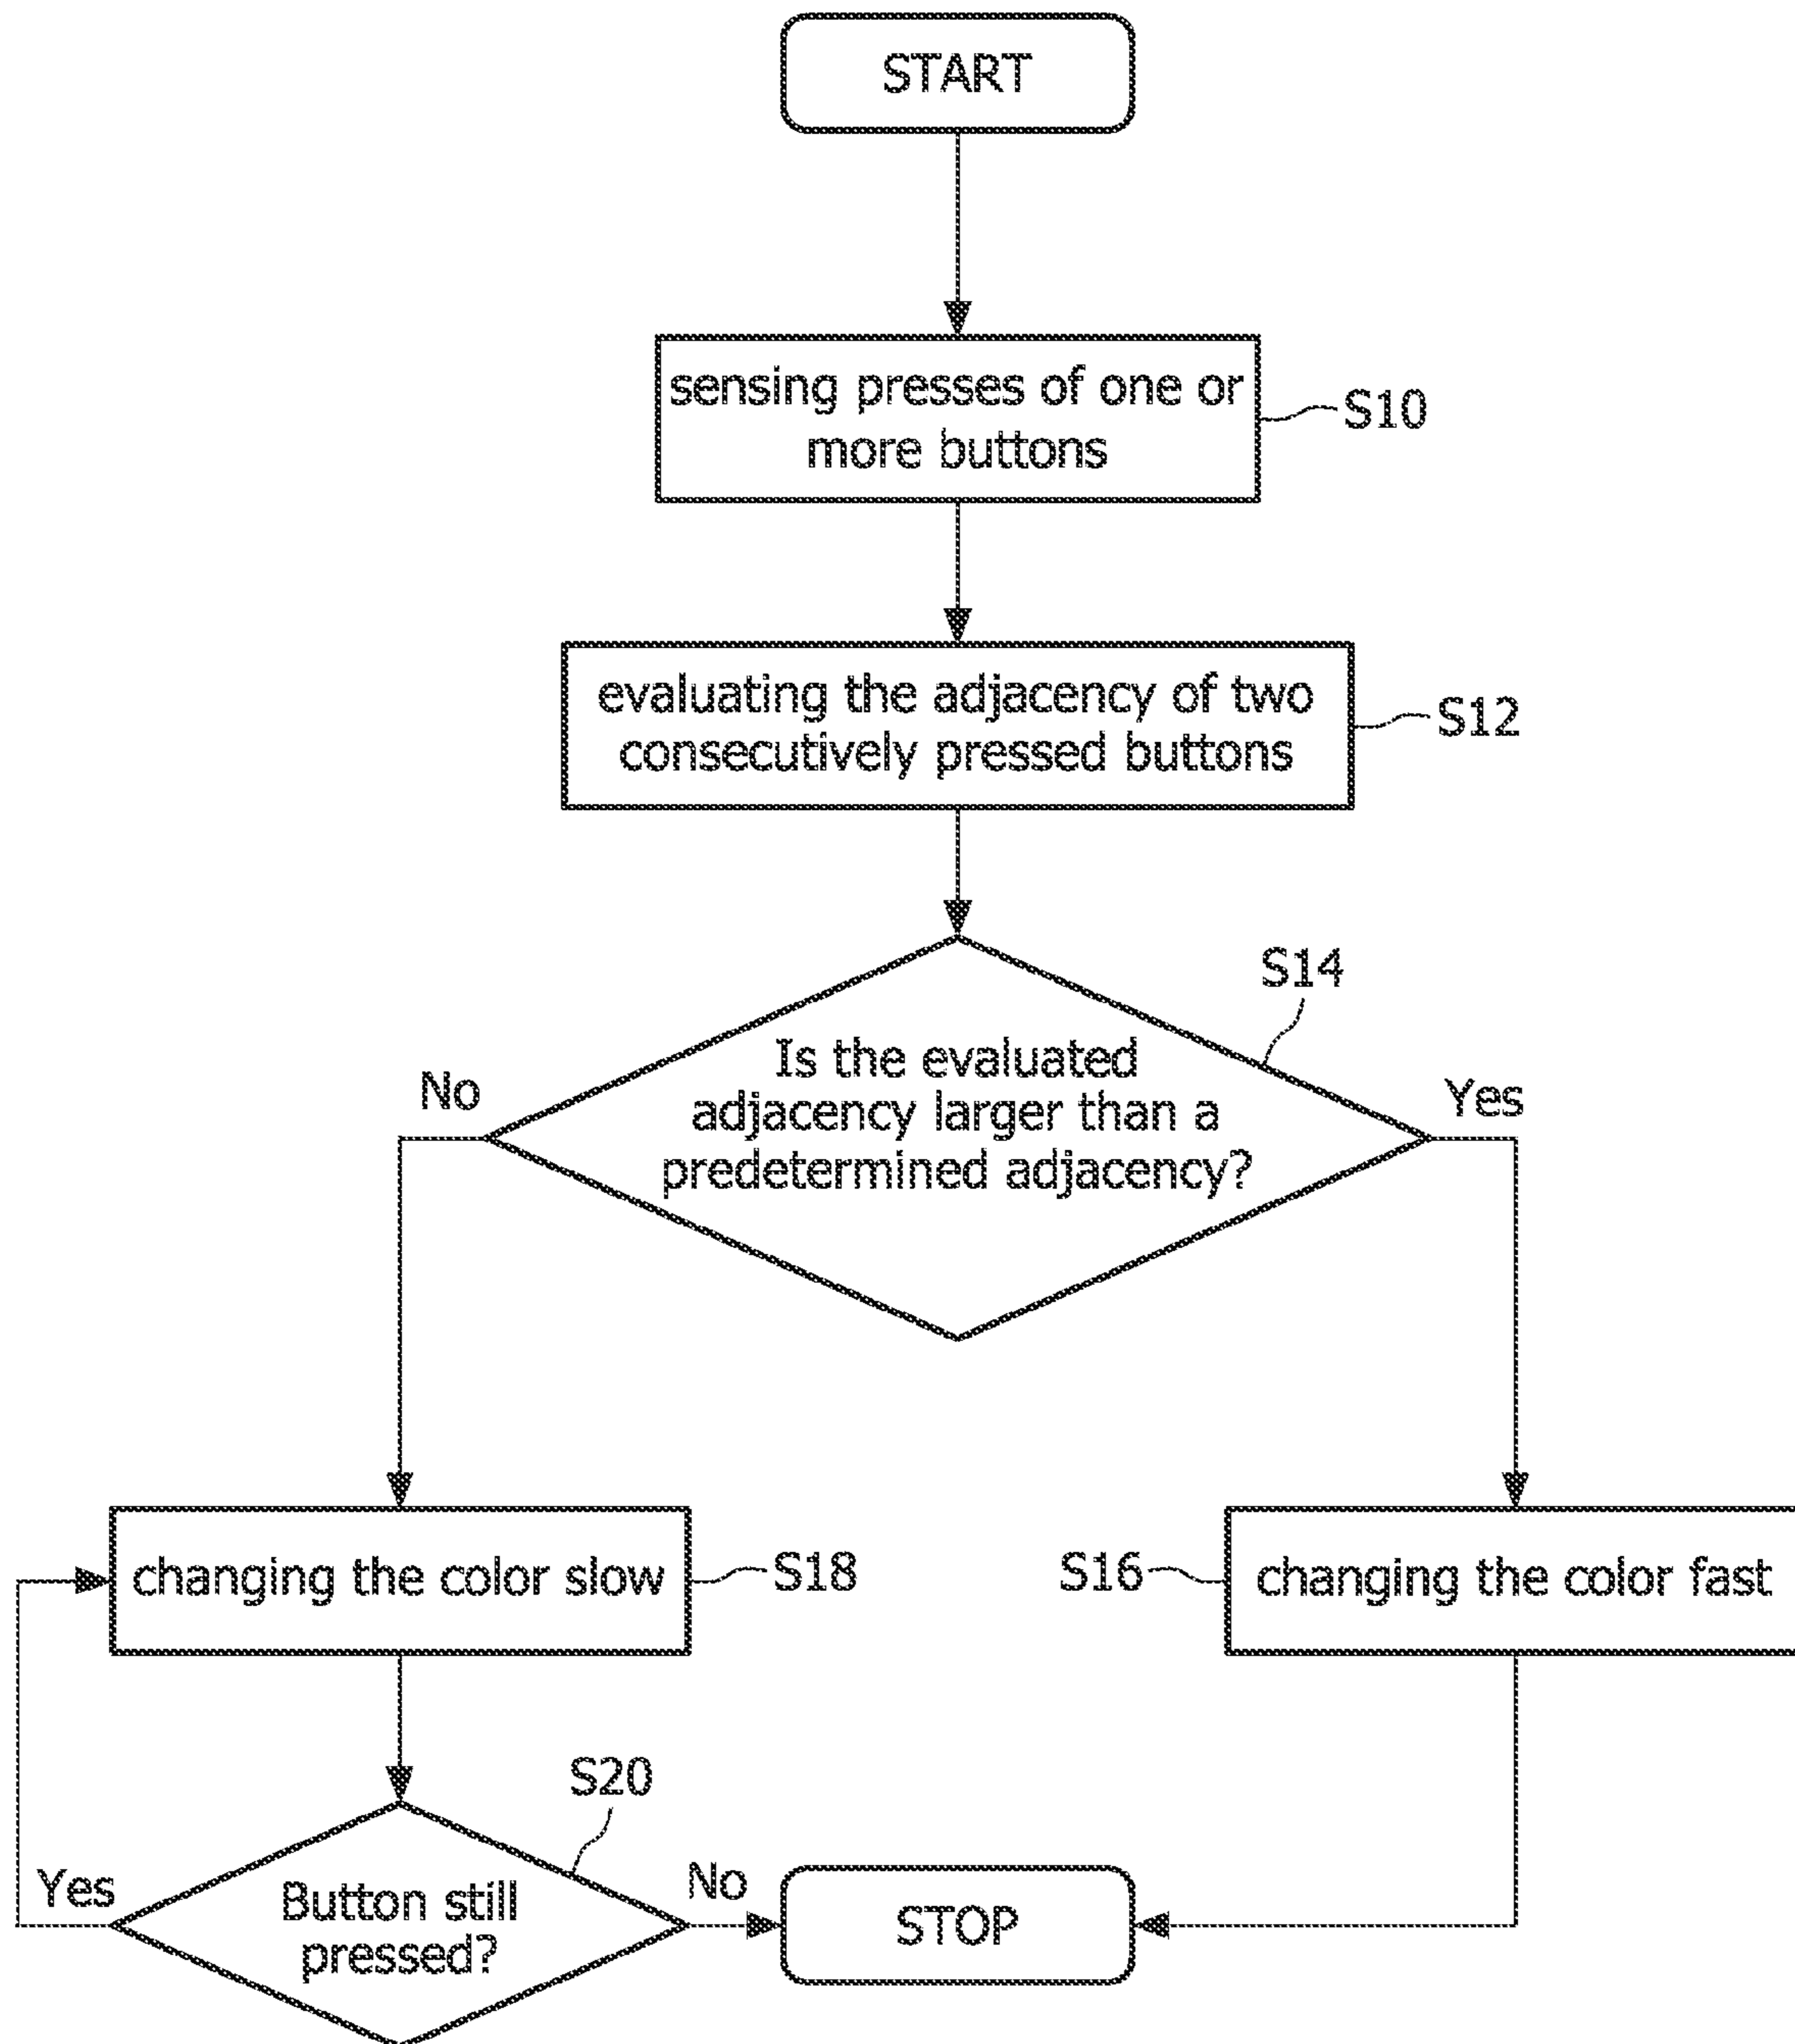 START
sensing presses of one or
more buttons
S10
evaluating the adjacency of two
consecutively pressed buttons
S12
S14
Is the evaluated
adjacency larger than a
predetermined adjacency?
No
Yes
changing the color slow
S18
S16
changing the color fast
S20
Yes
Button still
pressed?
No
STOP